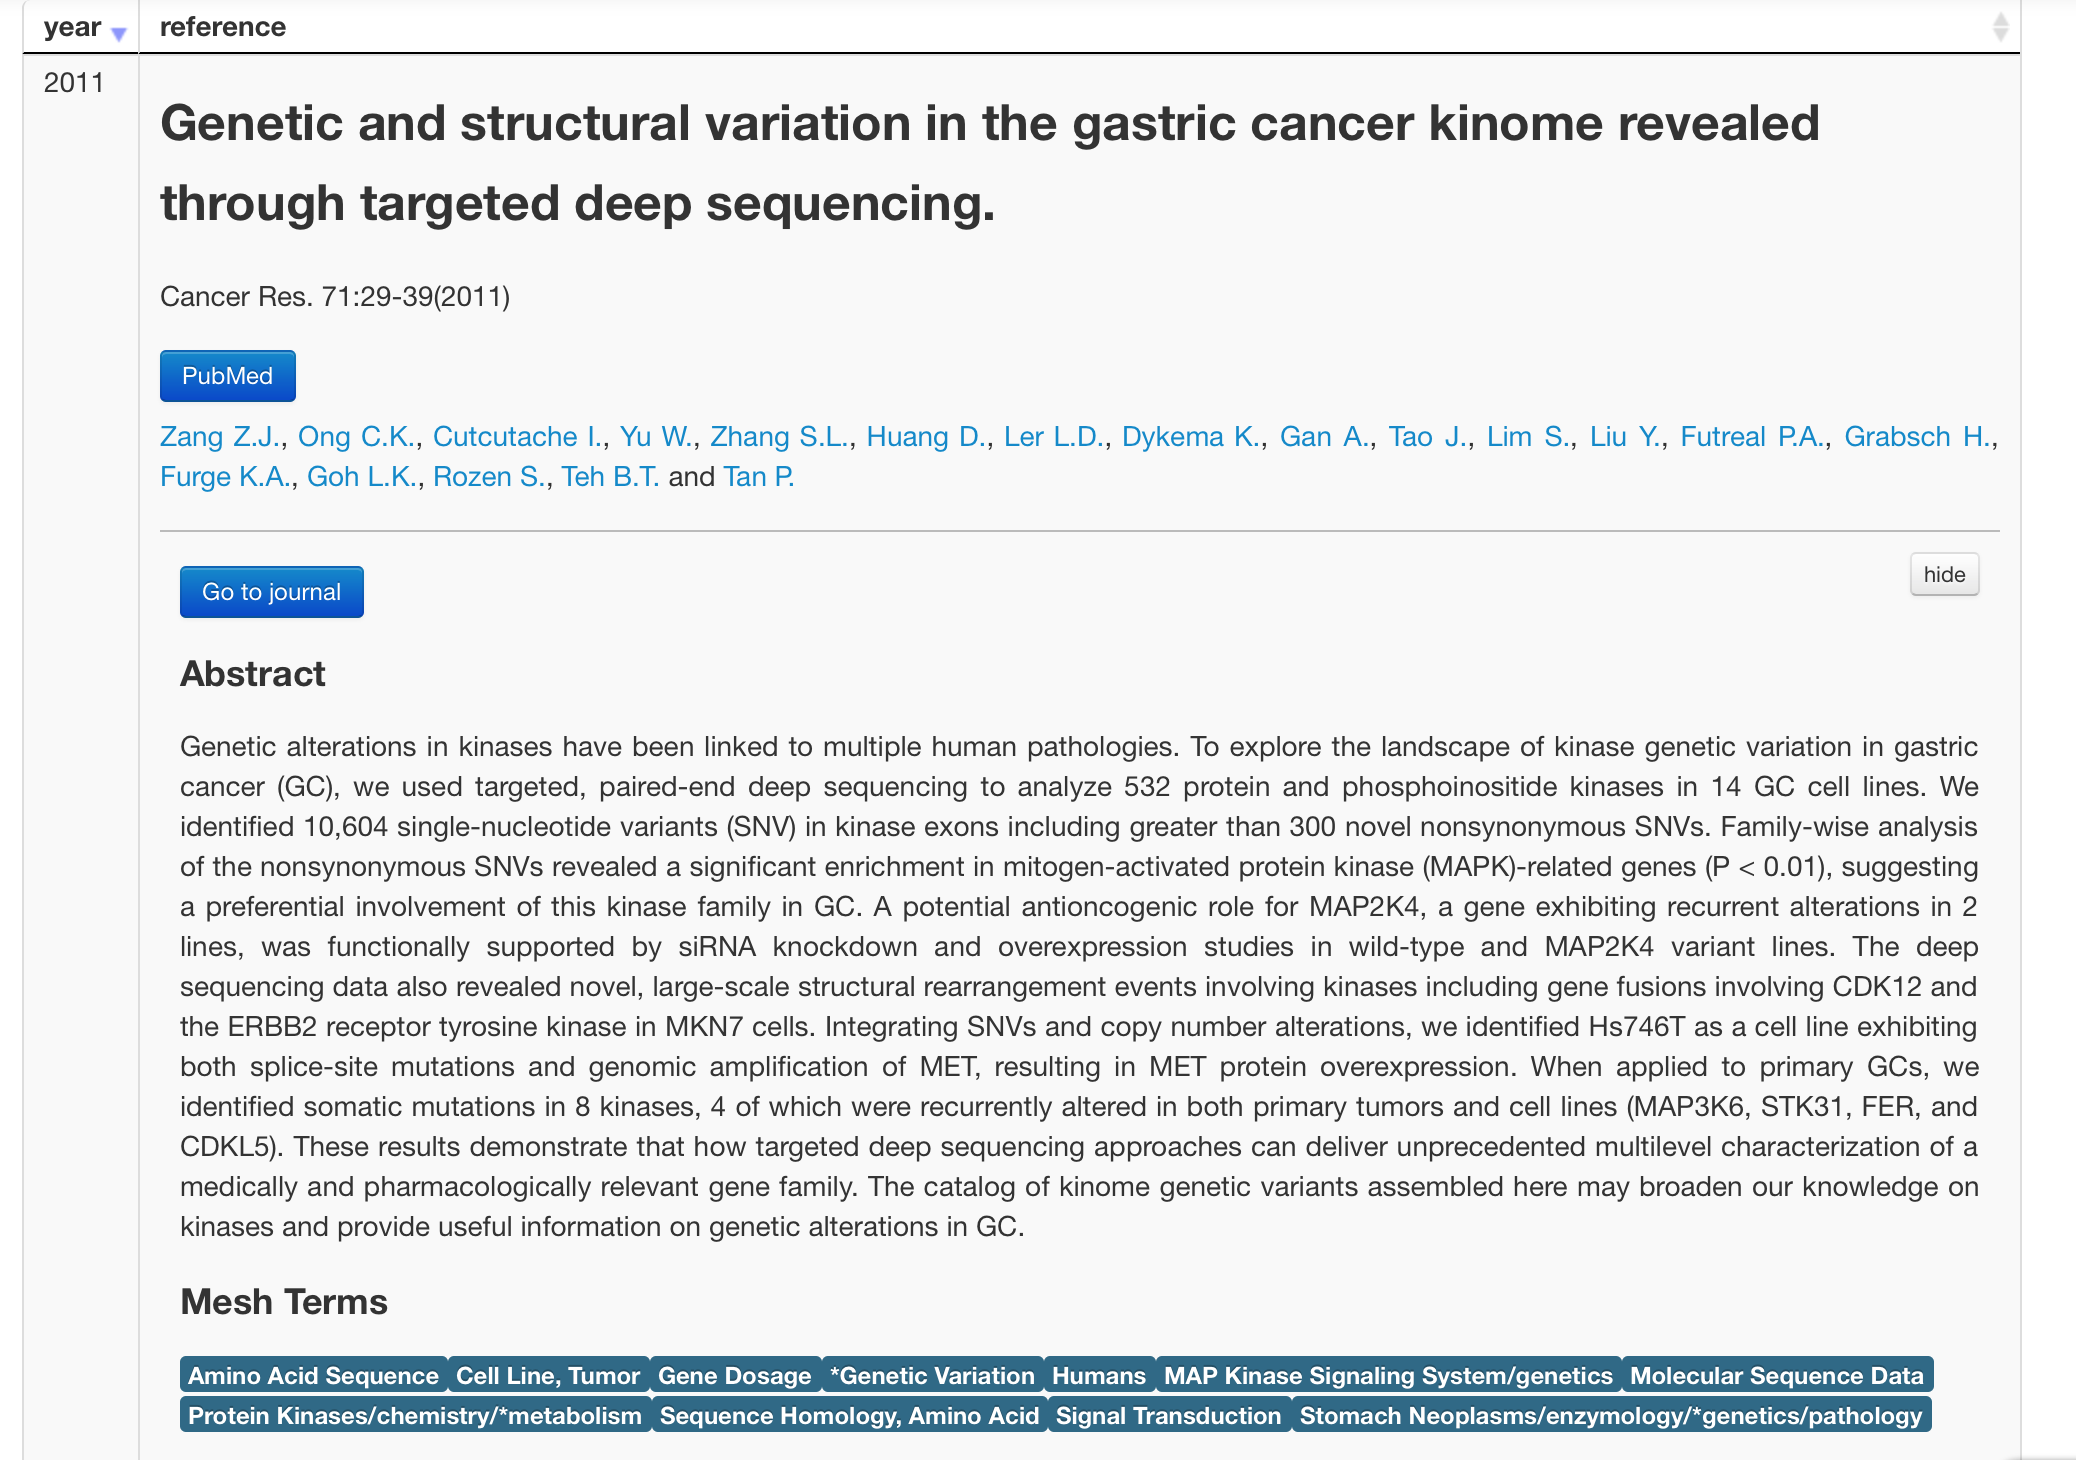 year reference
2011
Genetic and structural variation in the gastric cancer kinome revealed
through targeted deep sequencing.
Cancer Res. 71:29-39(2011)
PubMed
Zang Z.J., Ong C.K., Cutcutache I., Yu W., Zhang S.L., Huang D., Ler L.D., Dykema K., Gan A., Tao J., Lim S., Liu Y., Futreal P.A., Grabsch H.,
Furge K.A., Goh L.K., Rozen S., Teh B.T. and Tan P.
hide
Go to journal
Abstract
Genetic alterations in kinases have been linked to multiple human pathologies. To explore the landscape of kinase genetic variation in gastric
cancer (GC), we used targeted, paired-end deep sequencing to analyze 532 protein and phosphoinositide kinases in 14 GC cell lines. We
identified 10,604 single-nucleotide variants (SNV) in kinase exons including greater than 300 novel nonsynonymous SNVs. Family-wise analysis
of the nonsynonymous SNVs revealed a significant enrichment in mitogen-activated protein kinase (MAPK)-related genes (P < 0.01), suggesting
a preferential involvement of this kinase family in GC. A potential antioncogenic role for MAP2K4, a gene exhibiting recurrent alterations in 2
lines, was functionally supported by siRNA knockdown and overexpression studies in wild-type and MAP2K4 variant lines. The deep
sequencing data also revealed novel, large-scale structural rearrangement events involving kinases including gene fusions involving CDK12 and
the ERBB2 receptor tyrosine kinase in MKN7 cells. Integrating SNVs and copy number alterations, we identified Hs746T as a cell line exhibiting
both splice-site mutations and genomic amplification of MET, resulting in MET protein overexpression. When applied to primary GCs, we
identified somatic mutations in 8 kinases, 4 of which were recurrently altered in both primary tumors and cell lines (MAP3K6, STK31, FER, and
CDKL5). These results demonstrate that how targeted deep sequencing approaches can deliver unprecedented multilevel characterization of a
medically and pharmacologically relevant gene family. The catalog of kinome genetic variants assembled here may broaden our knowledge on
kinases and provide useful information on genetic alterations in GC.
Mesh Terms
Amino Acid Sequence Cell Line, Tumor Gene Dosage *Genetic Variation Humans MAP Kinase Signaling System/genetics Molecular Sequence Data
Protein Kinases/chemistry/*metabolism Sequence Homology, Amino Acid Signal Transduction Stomach Neoplasms/enzymology/*genetics/pathology